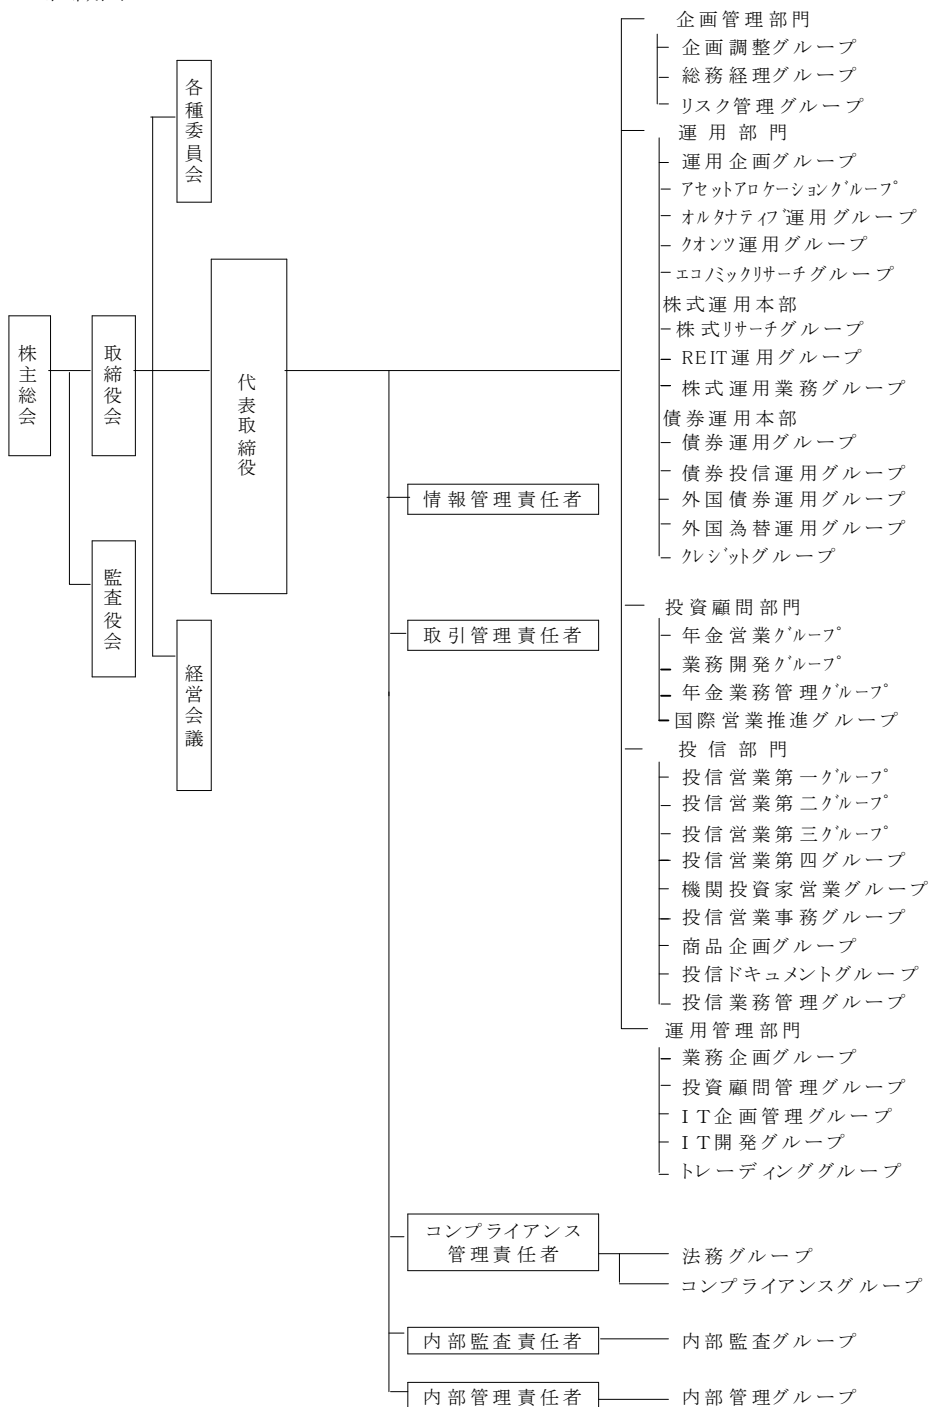 株主総会
取締役会
監査役会
各種委員会
代表取締役
経営会議
情報管理責任者
取引管理責任者
コンプライアンス
管理責任者
内部監査責任者
内部管理責任者
企画管理部門
企画調整グループ
総務経理グループ
リスク管理グループ
運用部門
運用企画グループ
アセットアロケーショングループ
オルタナティブ運用グループ
クオンツ運用グループ
エコノミックリサーチグループ
株式運用本部
株式リサーチグループ
REIT運用グループ
株式運用業務グループ
債券運用本部
債券運用グループ
債券投信運用グループ
外国債券運用グループ
外国為替運用グループ
クレジットグループ
投資顧問部門
年金営業グループ
業務開発グループ
年金業務管理グループ
国際営業推進グループ
投信部門
投信営業第一グループ
投信営業第二グループ
投信営業第三グループ
投信営業第四グループ
機関投資家営業グループ
投信営業事務グループ
商品企画グループ
投信ドキュメントグループ
投信業務管理グループ
運用管理部門
業務企画グループ
投資顧問管理グループ
IT企画管理グループ
IT開発グループ
トレーディンググループ
法務グループ
コンプライアンスグループ
内部監査グループ
内部管理グループ